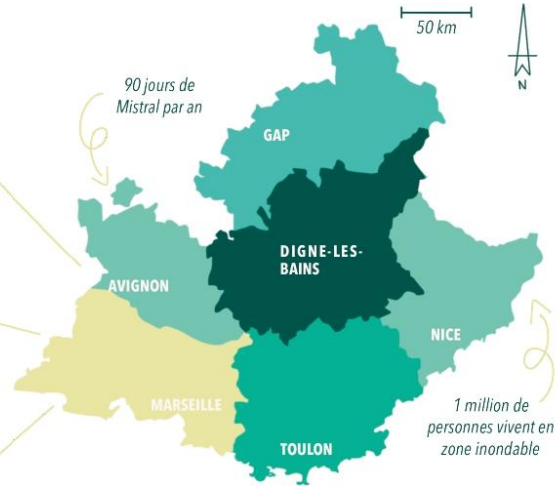 50 km
N
90 jours de
Mistral par an
GAP
DIGNE-LES-
BAINS
AVIGNON
NICE
MARSEILLE
TOULON
1 million de
personnes vivent en
zone inondable